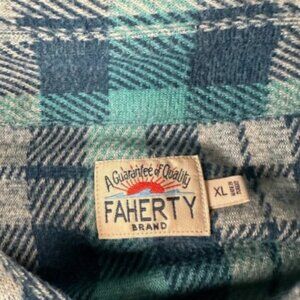 A Guarantee of Quality
FAHERTY
BRAND
XL